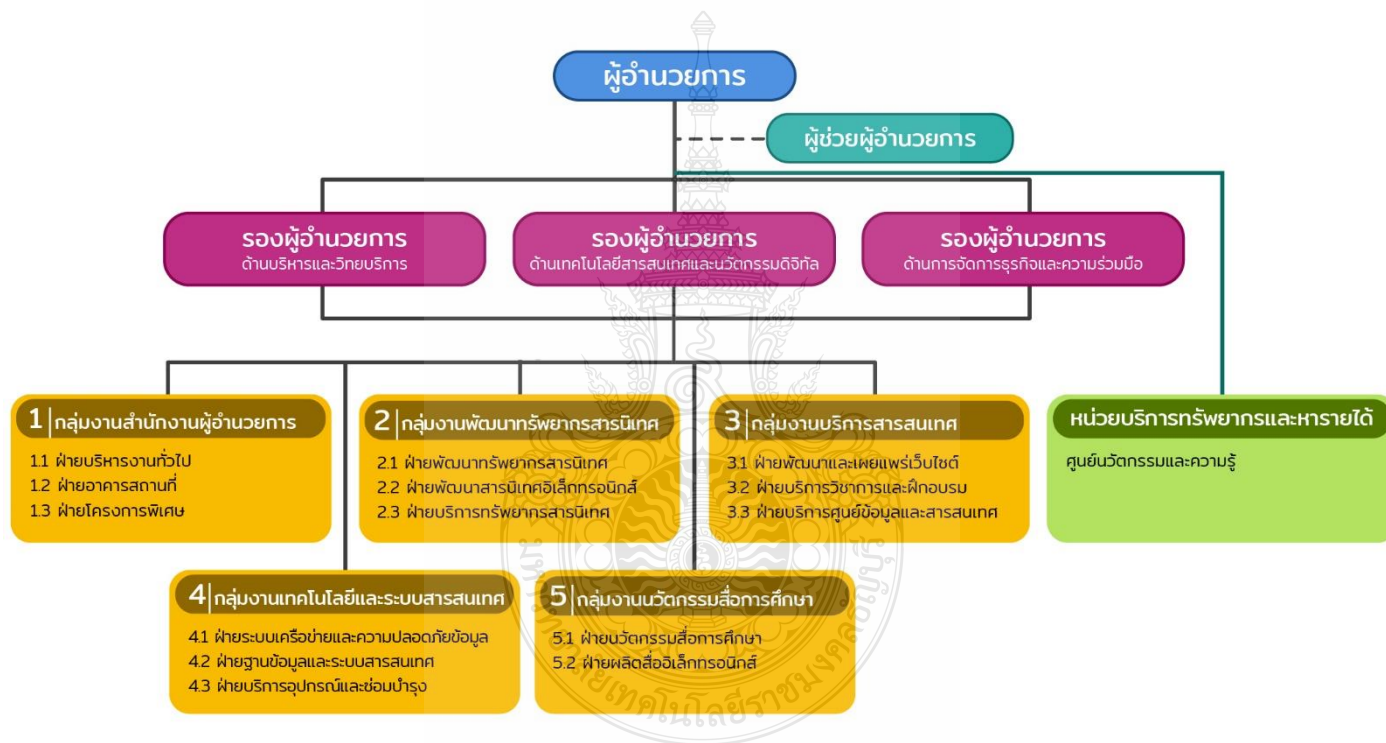 ผู้อำนวยการ
ผู้ช่วยผู้อำนวยการ
รองผู้อำนวยการ
ด้านบริหารและวิทยบริการ
รองผู้อำนวยการ
ด้านเทคโนโลยีสารสนเทศและนวัตกรรมดิจิทัล
รองผู้อำนวยการ
ด้านการจัดการธุรกิจและความร่วมมือ
1 กลุ่มงานสำนักงานผู้อำนวยการ
1.1 ฝ่ายบริหารงานทั่วไป
1.2 ฝ่ายอาคารสถานที่
1.3 ฝ่ายโครงการพิเศษ
2 กลุ่มงานพัฒนาทรัพยากรสารนิเทศ
2.1 ฝ่ายพัฒนาทรัพยากรสารนิเทศ
2.2 ฝ่ายพัฒนาสารนิเทศอิเล็กทรอนิกส์
2.3 ฝ่ายบริการทรัพยากรสารนิเทศ
3 กลุ่มงานบริการสารสนเทศ
3.1 ฝ่ายพัฒนาและเผยแพร่เว็บไซต์
3.2 ฝ่ายบริการวิชาการและฝึกอบรม
3.3 ฝ่ายบริการศูนย์ข้อมูลและสารสนเทศ
หน่วยบริการทรัพยากรและหารายได้
ศูนย์นวัตกรรมและความรู้
4 กลุ่มงานเทคโนโลยีและระบบสารสนเทศ
4.1 ฝ่ายระบบเครือข่ายและความปลอดภัยข้อมูล
4.2 ฝ่ายฐานข้อมูลและระบบสารสนเทศ
4.3 ฝ่ายบริการอุปกรณ์และซ่อมบำรุง
5 กลุ่มงานนวัตกรรมสื่อการศึกษา
5.1 ฝ่ายนวัตกรรมสื่อการศึกษา
5.2 ฝ่ายผลิตสื่ออิเล็กทรอนิกส์